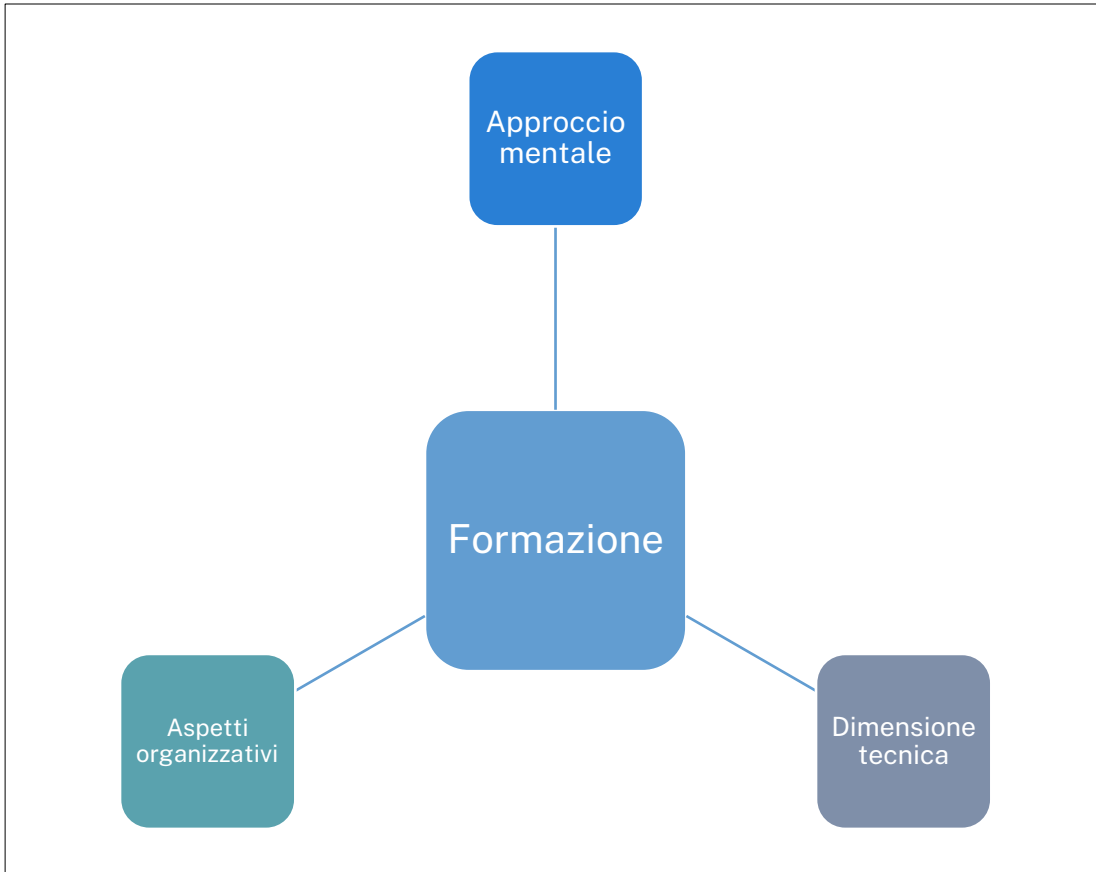 Approccio
mentale
Formazione
Aspetti
organizzativi
Dimensione
tecnica